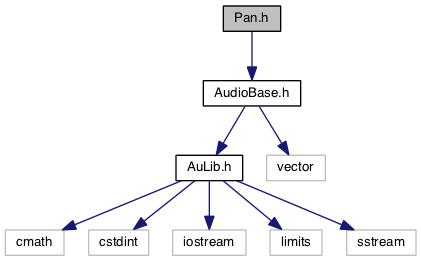 Pan.h
AudioBase.h
AuLib.h
vector
cmath
cstdint
iostream
limits
sstream